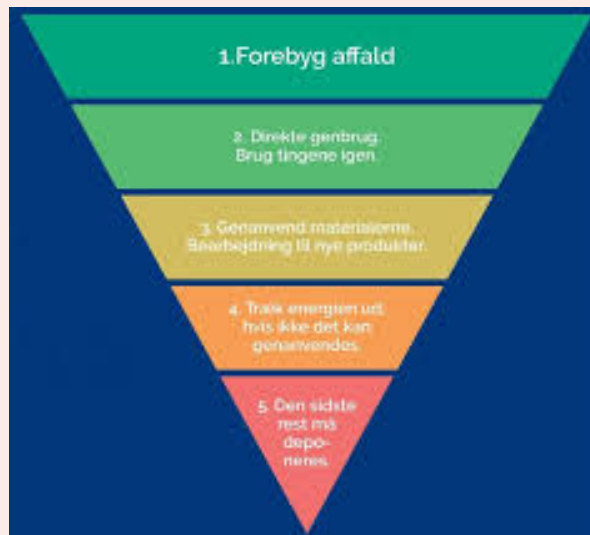 1.Forebyg affald
2. Direkte genbrug.
Brug tingene igen.
3. Genanvend materialerne.
Bearbejdning til nye produkter.
4. Træk energien ud,
hvis ikke det kan
genanvendes.
5. Den sidste
rest må
depo-
neres.